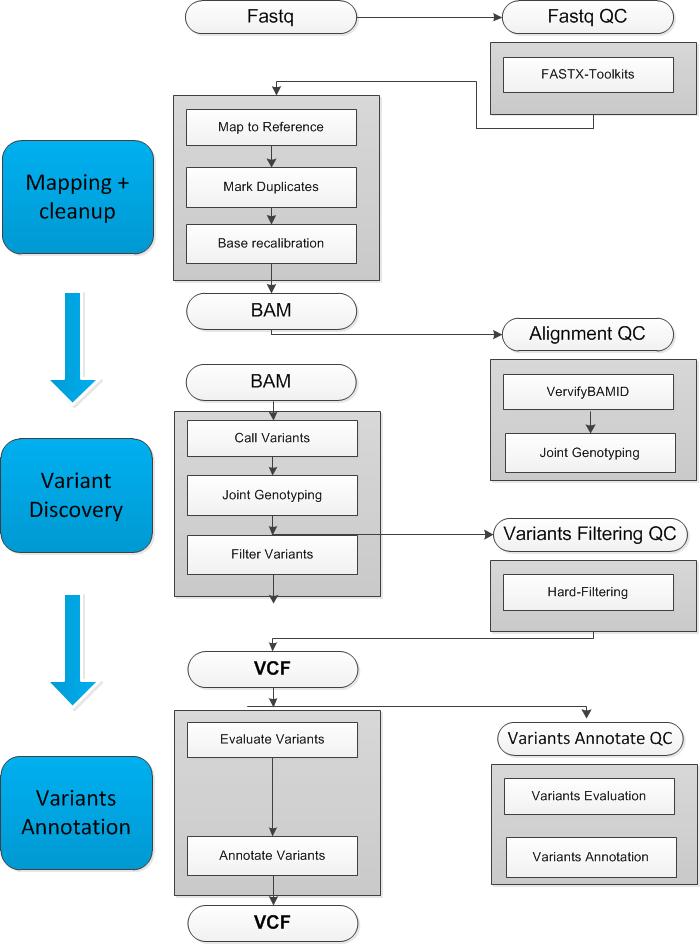 Fastq
Fastq QC
FASTX-Toolkits
Map to Reference
Mapping +
cleanup
Mark Duplicates
Base recalibration
BAM
Alignment QC
BAM
VervifyBAMID
Call Variants
Joint Genotyping
Variant
Discovery
Joint Genotyping
Variants Filtering QC
Filter Variants
Hard-Filtering
VCF
Evaluate Variants
Variants Annotate QC
Variants
Annotation
Variants Evaluation
Annotate Variants
Variants Annotation
VCF